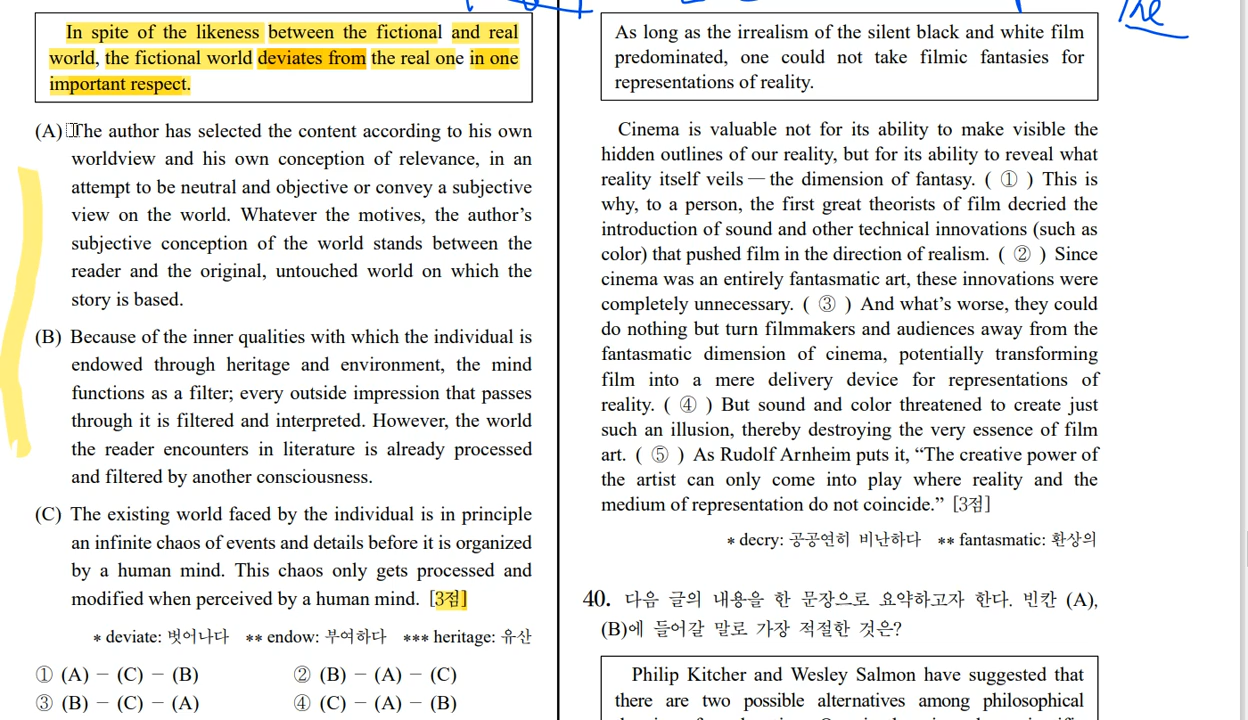 In spite of the likeness between the fictional and real
world, the fictional world deviates from the real one in one
important respect.
(A) The author has selected the content according to his own
worldview and his own conception of relevance, in an
attempt to be neutral and objective or convey a subjective
view on the world. Whatever the motives, the author's
subjective conception of the world stands between the
reader and the original, untouched world on which the
story is based.
(B) Because of the inner qualities with which the individual is
endowed through heritage and environment, the mind
functions as a filter; every outside impression that passes
through it is filtered and interpreted. However, the world
the reader encounters in literature is already processed
and filtered by another consciousness.
(C) The existing world faced by the individual is in principle
an infinite chaos of events and details before it is organized
by a human mind. This chaos only gets processed and
modified when perceived by a human mind. [3점]
* deviate: 벗어나다 ** endow: 부여하다 *** heritage: 유산
① (A) − (C) − (B) ② (B) − (A) − (C)
③ (B) − (C) − (A) ④ (C) − (A) − (B)
The
As long as the irrealism of the silent black and white film
predominated, one could not take filmic fantasies for
representations of reality.
Cinema is valuable not for its ability to make visible the
hidden outlines of our reality, but for its ability to reveal what
reality itself veils — the dimension of fantasy. ( ① ) This is
why, to a person, the first great theorists of film decried the
introduction of sound and other technical innovations (such as
color) that pushed film in the direction of realism. ( ② ) Since
cinema was an entirely fantasmatic art, these innovations were
completely unnecessary. ( ③ ) And what's worse, they could
do nothing but turn filmmakers and audiences away from the
fantasmatic dimension of cinema, potentially transforming
film into a mere delivery device for representations of
reality. ( ④ ) But sound and color threatened to create just
such an illusion, thereby destroying the very essence of film
art. ( ⑤ ) As Rudolf Arnheim puts it, "The creative power of
the artist can only come into play where reality and the
medium of representation do not coincide." [3점]
* decry: 공공연히 비난하다 ** fantasmatic: 환상의
40. 다음 글의 내용을 한 문장으로 요약하고자 한다. 빈칸 (A),
(B)에 들어갈 말로 가장 적절한 것은?
Philip Kitcher and Wesley Salmon have suggested that
there are two possible alternatives among philosophical